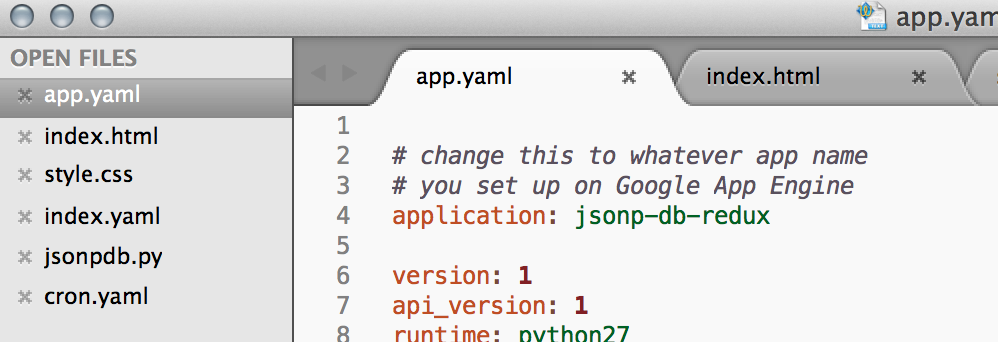 app.yam
OPEN FILES
app.yaml
index.html
style.css
index.yaml
jsonpdb.py
cron.yaml
app.yaml index.html
1
2 # change this to whatever app name
3 # you set up on Google App Engine
4 application: jsonp-db-redux
5
6 version: 1
7 api_version: 1
8 runtime: python27